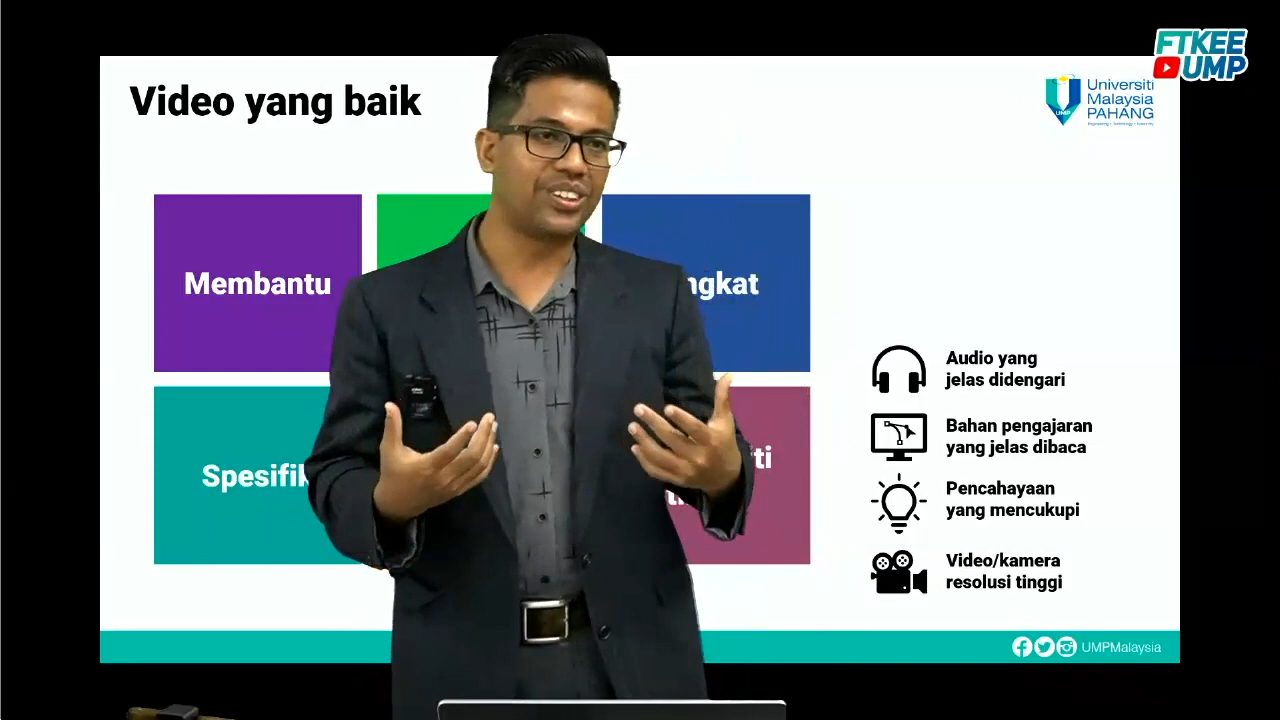 FTKEE
UMP
Video yang baik
Universiti
Malaysia
PAHANG
UMP
Membantu
Audio yang
jelas didengari
Bahan pengajaran
yang jelas dibaca
Pencahayaan
yang mencukupi
Video/kamera
resolusi tinggi
UMPMalaysia